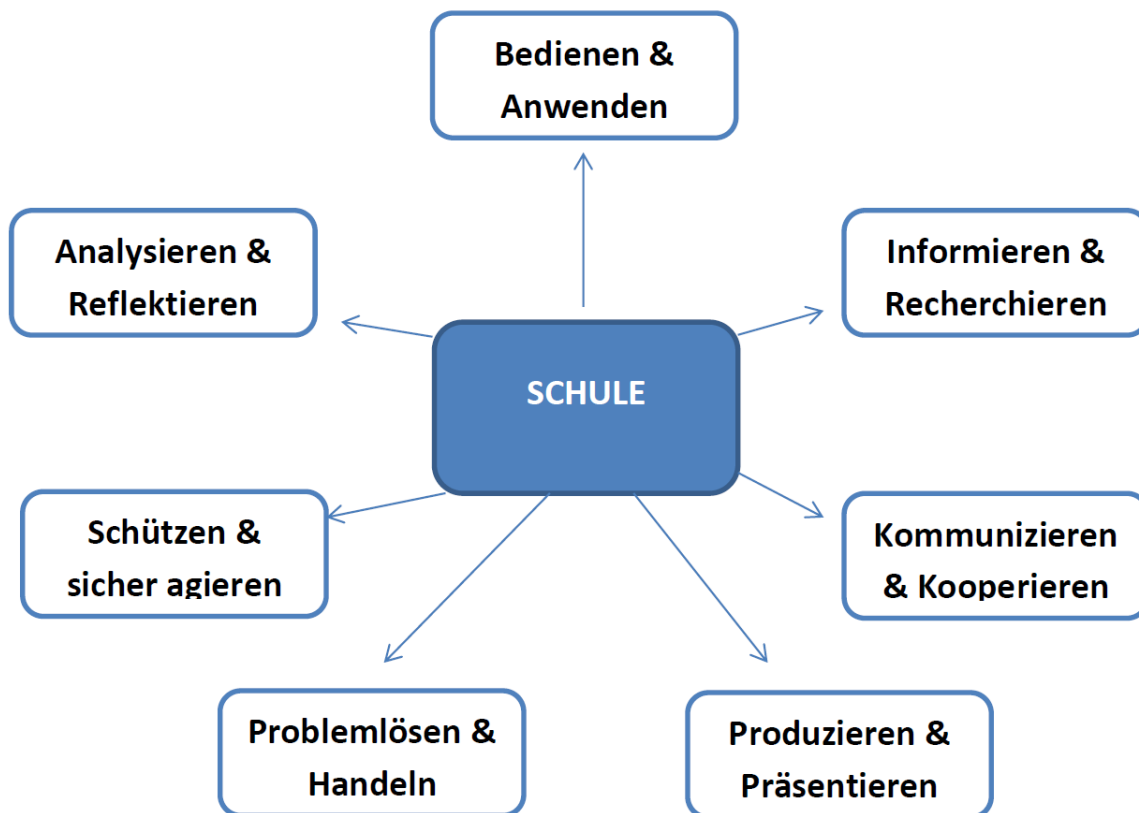 Bedienen &
Anwenden
Analysieren &
Reflektieren
Informieren &
Recherchieren
SCHULE
Schützen &
sicher agieren
Kommunizieren
& Kooperieren
Problemlösen &
Handeln
Produzieren &
Präsentieren